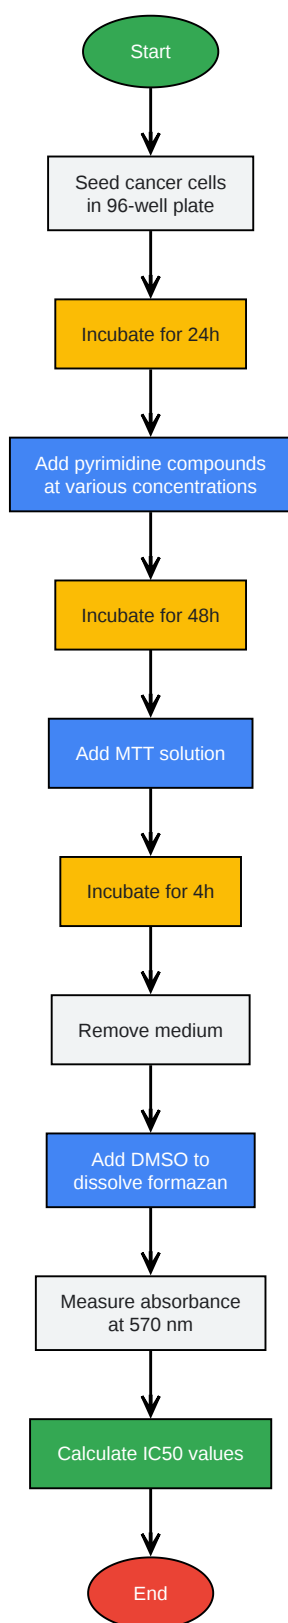 Start
Seed cancer cells
in 96-well plate
Incubate for 24h
Add pyrimidine compounds
at various concentrations
Incubate for 48h
Add MTT solution
Incubate for 4h
Remove medium
Add DMSO to
dissolve formazan
Measure absorbance
at 570 nm
Calculate IC50 values
End